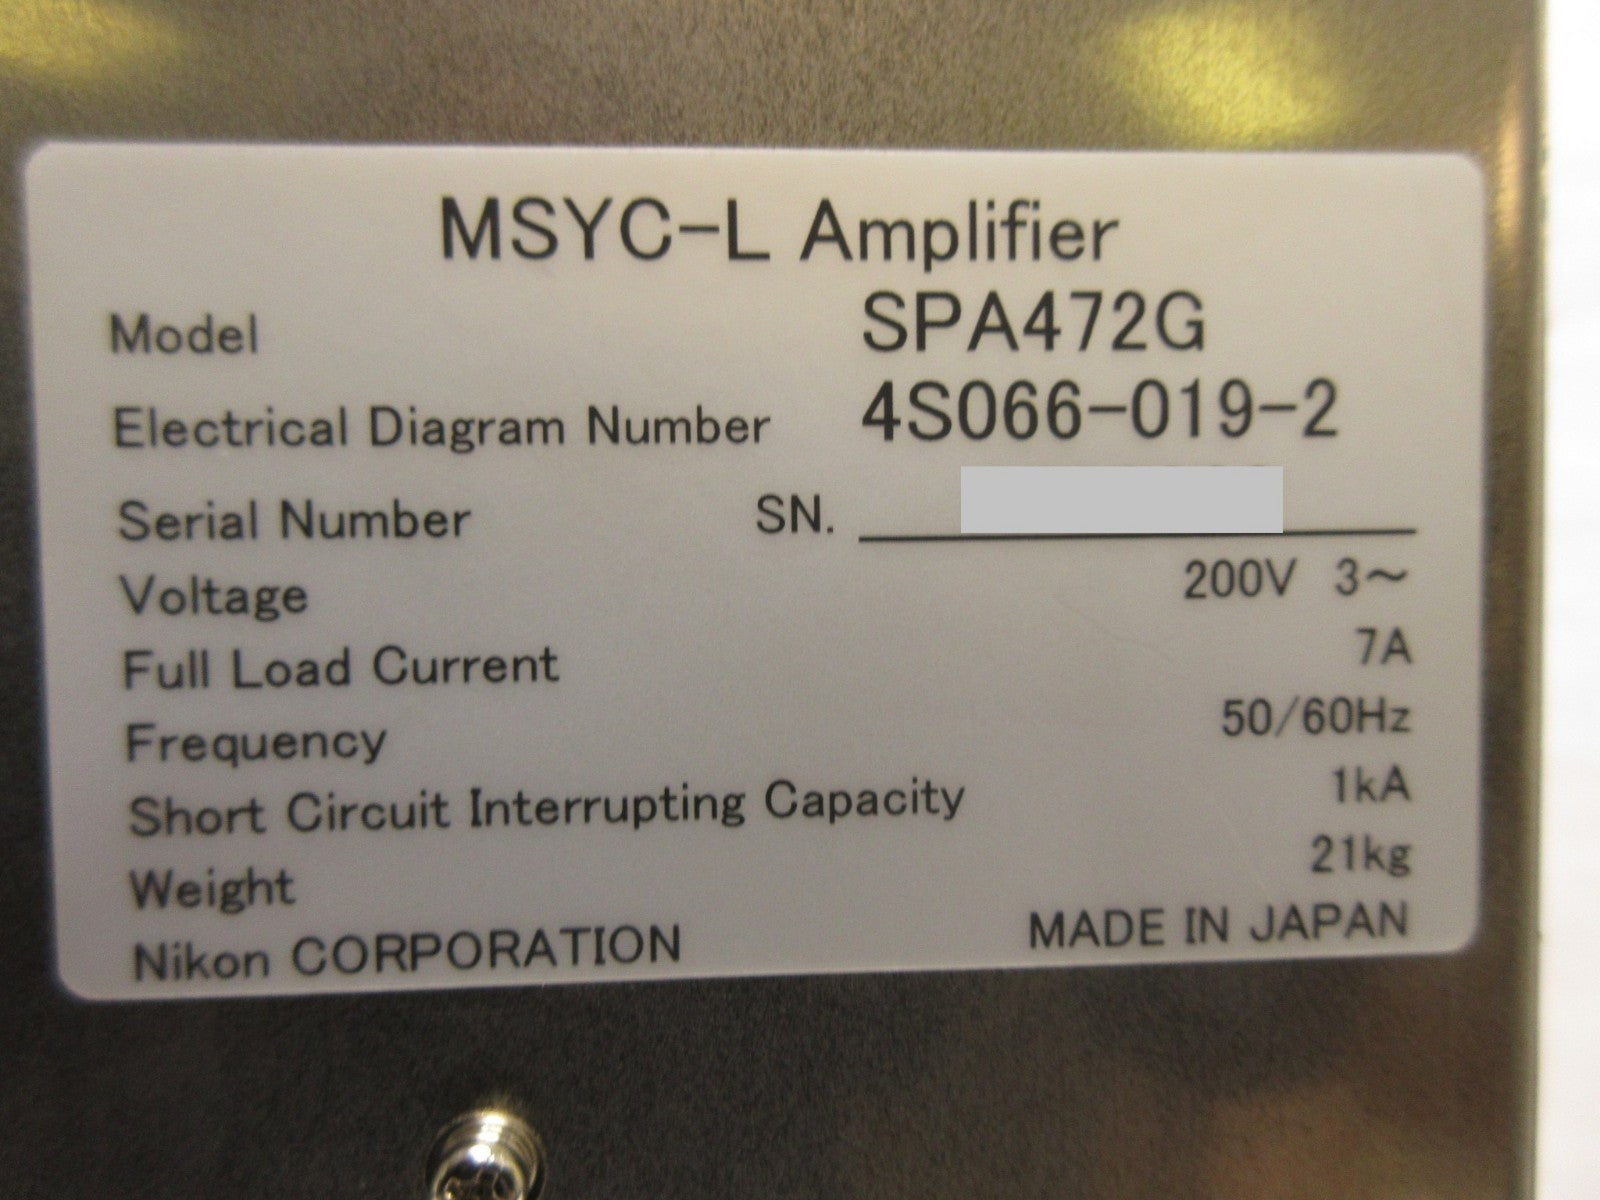 MSYC-L Amplifier
Model SPA472G
Electrical Diagram Number 4S066-019-2
Serial Number SN.
Voltage 200V 3～
Full Load Current 7A
Frequency 50/60Hz
Short Circuit Interrupting Capacity 1kA
Weight 21kg
Nikon CORPORATION MADE IN JAPAN